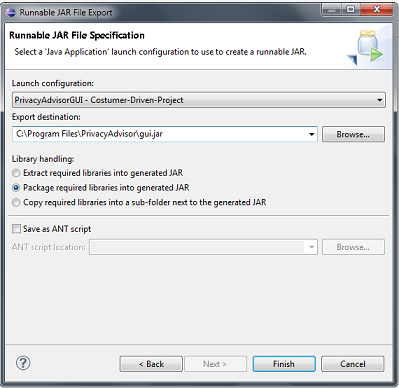 Runnable JAR File Export
Runnable JAR File Specification
Select a 'Java Application' launch configuration to use to create a runnable JAR.
Launch configuration:
PrivacyAdvisorGUI - Costumer-Driven-Project
Export destination:
C:\Program Files\PrivacyAdvisor\gui.jar
Browse...
Library handling:
Extract required libraries into generated JAR
Package required libraries into generated JAR
Copy required libraries into a sub-folder next to the generated JAR
Save as ANT script
ANT script location:
Browse...
?
< Back
Next >
Finish
Cancel